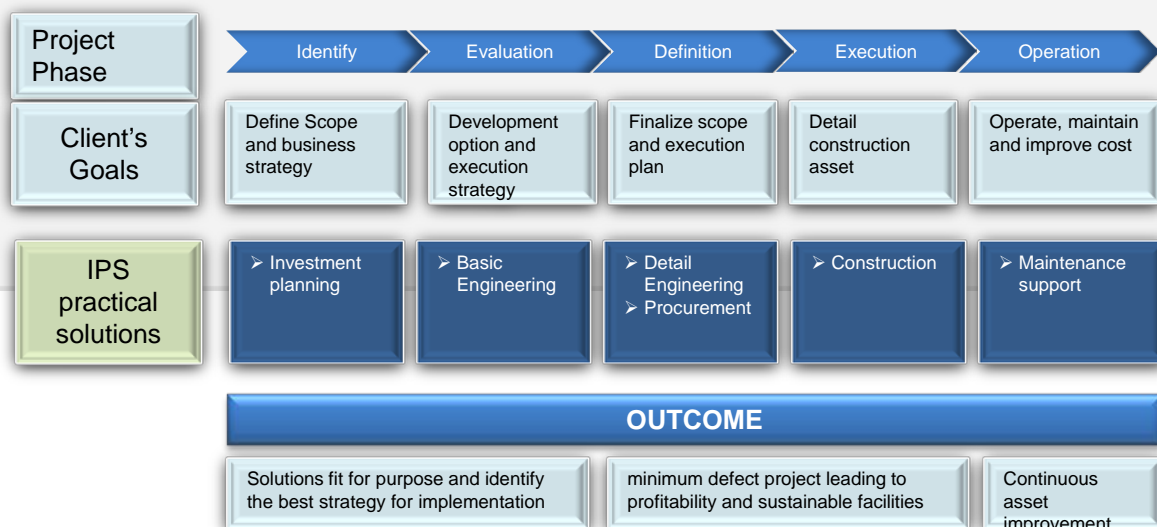 Project
Phase
Identify
Evaluation
Definition
Execution
Operation
Client's
Goals
Define Scope
and business
strategy
Development
option and
execution
strategy
Finalize scope
and execution
plan
Detail
construction
asset
Operate, maintain
and improve cost
IPS
practical
solutions
➢ Investment
planning
➢ Basic
Engineering
➢ Detail
Engineering
➢ Procurement
➢ Construction
➢ Maintenance
support
OUTCOME
Solutions fit for purpose and identify
the best strategy for implementation
minimum defect project leading to
profitability and sustainable facilities
Continuous
asset
improvement